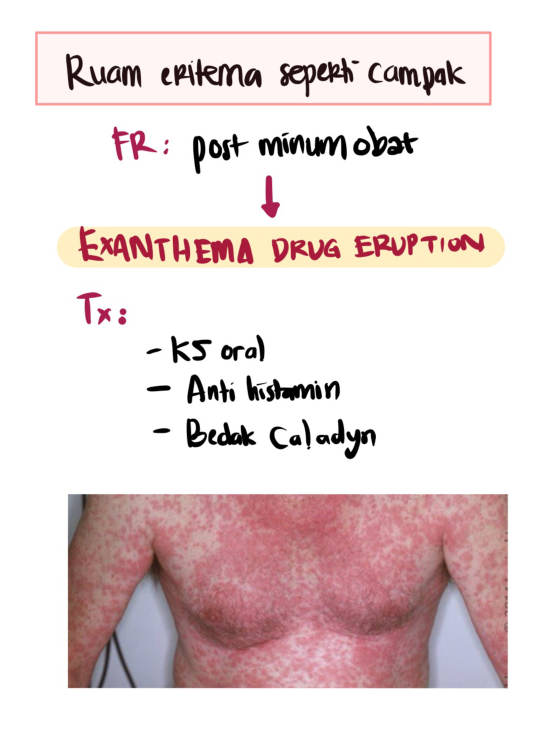 Ruam eritema seperti campak
FR: post minum obat
EXANTHEMA DRUG ERUPTION
Tx:
- KS oral
- Anti histamin
- Bedak Caladyn